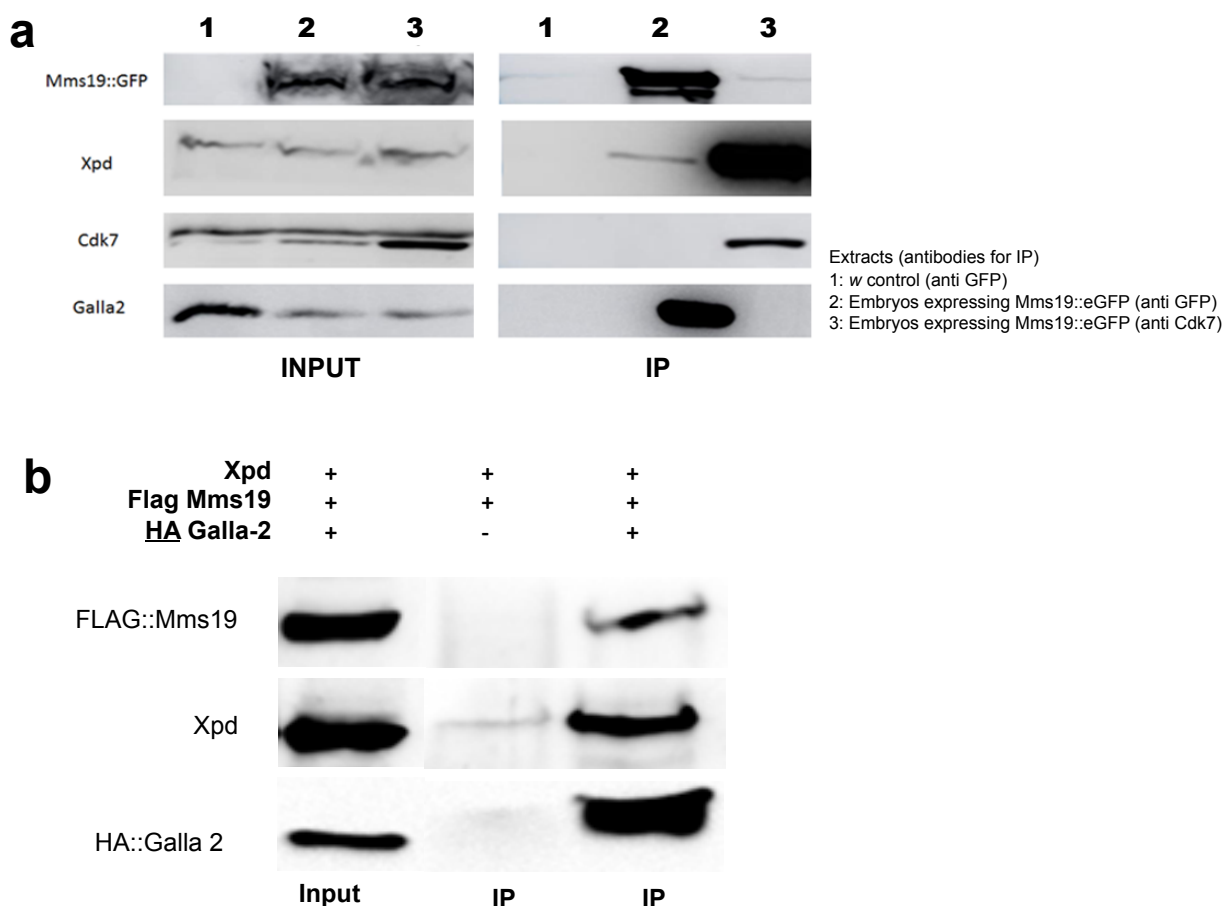 a
1 2 3 1 2 3
Mms19::GFP
Xpd
Cdk7
Galla2
INPUT IP
Extracts (antibodies for IP)
1: w control (anti GFP)
2: Embryos expressing Mms19::eGFP (anti GFP)
3: Embryos expressing Mms19::eGFP (anti Cdk7)
b
Xpd + + +
Flag Mms19 + + +
HA Galla-2 + - +
FLAG::Mms19
Xpd
HA::Galla 2
Input IP IP